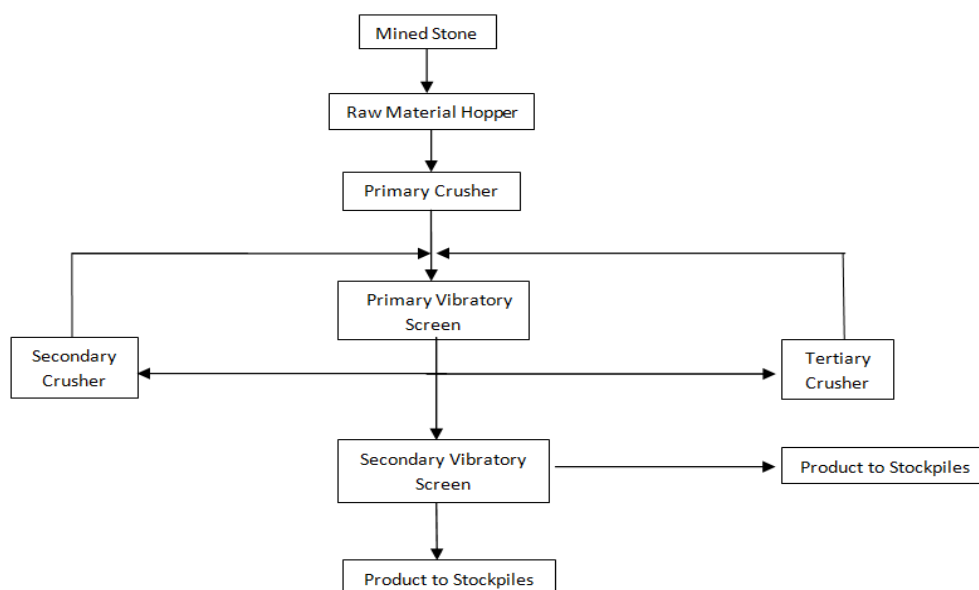 Mined Stone
Raw Material Hopper
Primary Crusher
Primary Vibratory
Screen
Secondary
Crusher
Tertiary
Crusher
Secondary Vibratory
Screen
Product to Stockpiles
Product to Stockpiles